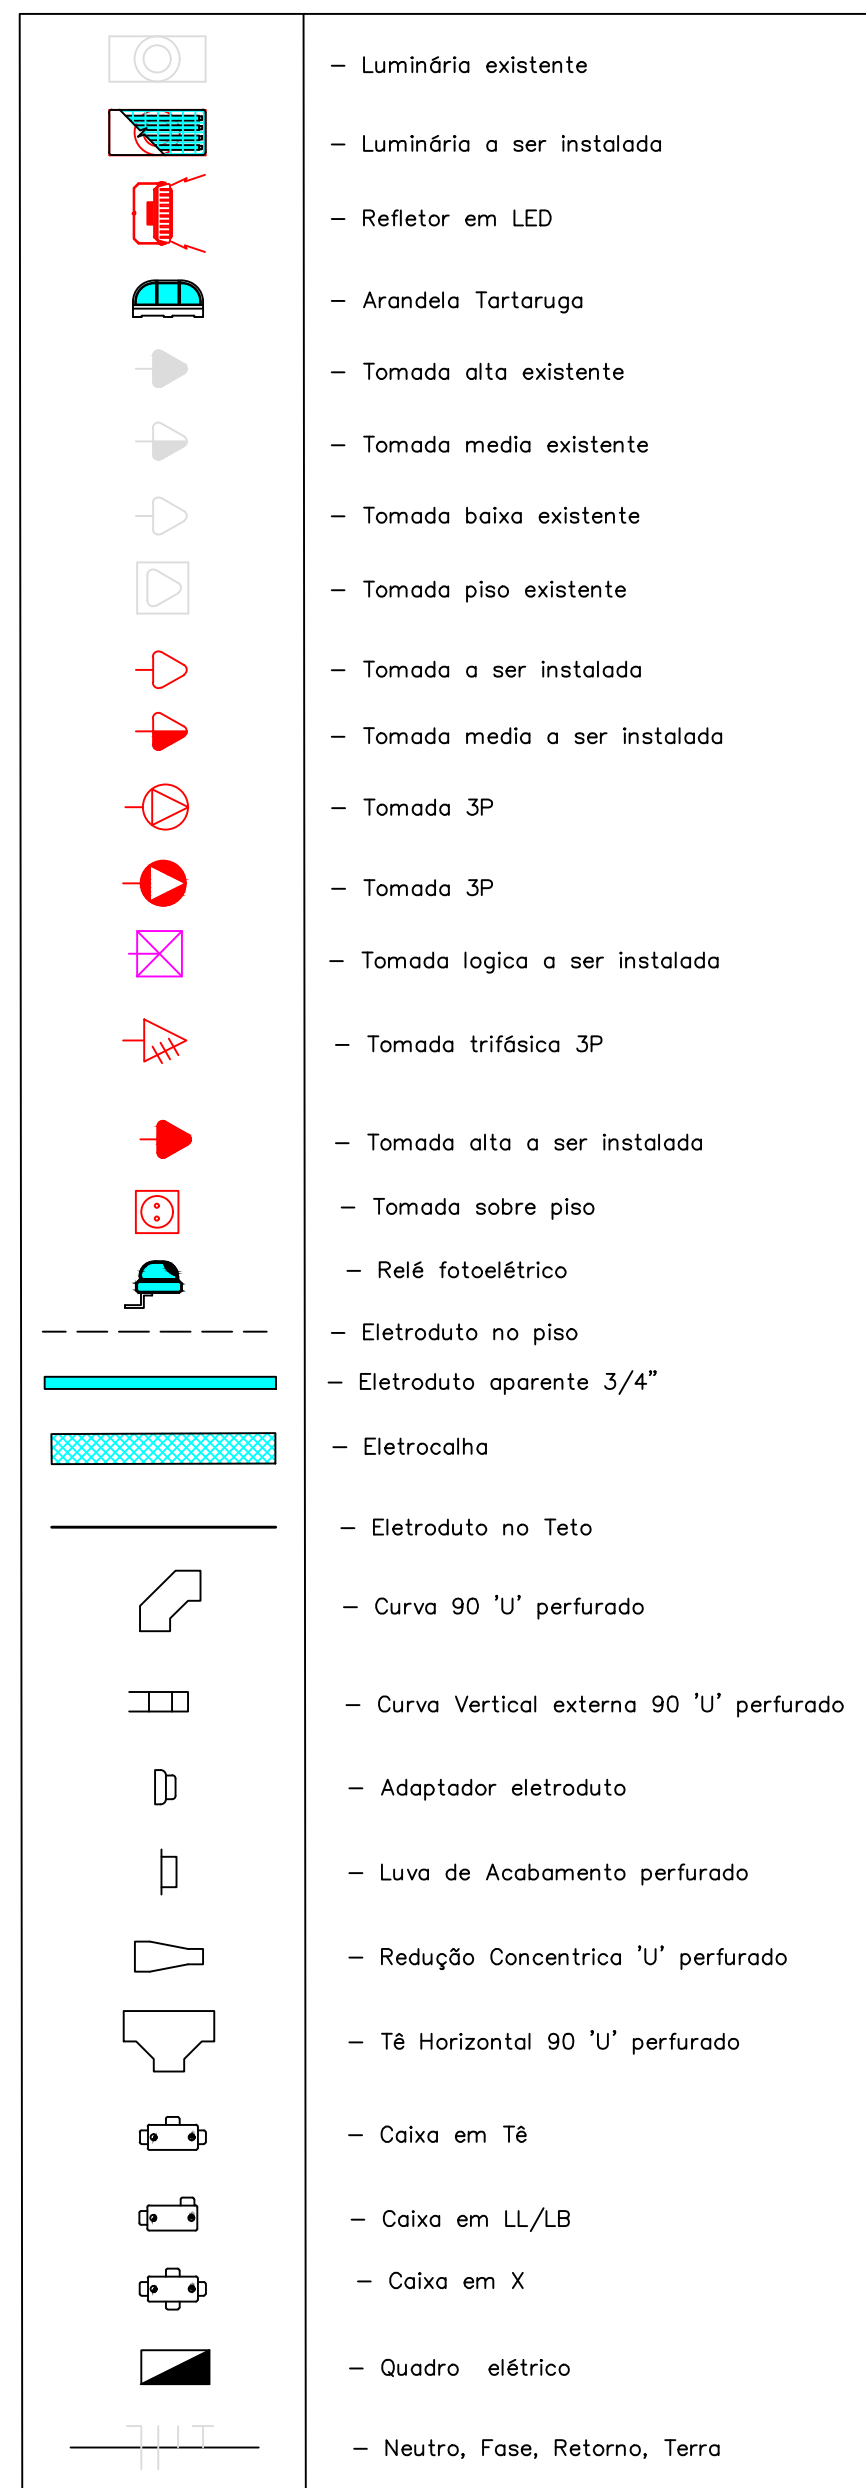 – Luminária existente
– Luminária a ser instalada
– Refletor em LED
– Arandela Tartaruga
– Tomada alta existente
– Tomada media existente
– Tomada baixa existente
– Tomada piso existente
– Tomada a ser instalada
– Tomada media a ser instalada
– Tomada 3P
– Tomada 3P
– Tomada logica a ser instalada
– Tomada trifásica 3P
– Tomada alta a ser instalada
– Tomada sobre piso
– Relé fotoelétrico
– Eletroduto no piso
– Eletroduto aparente 3/4"
– Eletrocalha
– Eletroduto no Teto
– Curva 90 'U' perfurado
– Curva Vertical externa 90 'U' perfurado
– Adaptador eletroduto
– Luva de Acabamento perfurado
– Redução Concentrica 'U' perfurado
– Tê Horizontal 90 'U' perfurado
– Caixa em Tê
– Caixa em LL/LB
– Caixa em X
– Quadro elétrico
– Neutro, Fase, Retorno, Terra